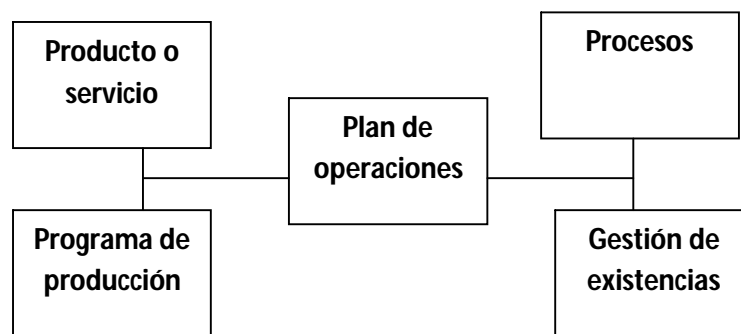 Producto o
servicio
Procesos
Plan de
operaciones
Programa de
producción
Gestión de
existencias